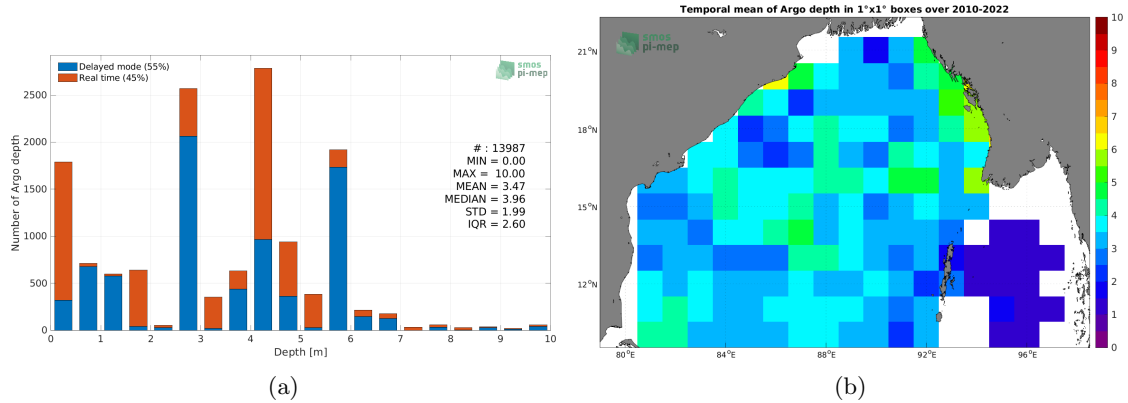 Temporal mean of Argo depth in 1°x1° boxes over 2010-2022
Delayed mode (55%)
Real time (45%)
smos
pi-mep
# : 13987
MIN = 0.00
MAX = 10.00
MEAN = 3.47
MEDIAN = 3.96
STD = 1.99
IQR = 2.60
Number of Argo depth
2500
2000
1500
1000
500
0
0 1 2 3 4 5 6 7 8 9 10
Depth [m]
(a)
smos
pi-mep
21°N
18°N
15°N
12°N
80°E 84°E 88°E 92°E 96°E
10
9
8
7
6
5
4
3
2
1
0
(b)